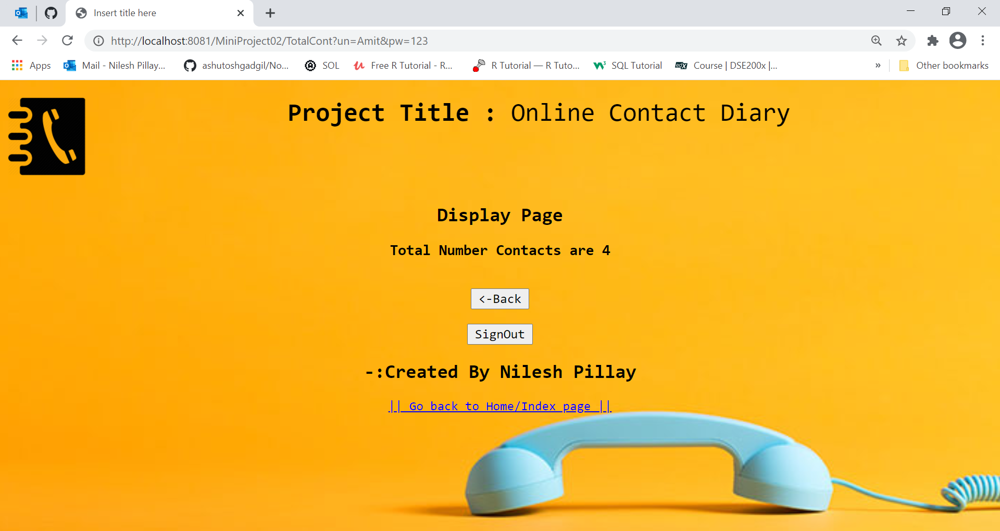 Insert title here
http://localhost:8081/MiniProject02/TotalCont?un=Amit&pw=123
Apps
Mail - Nilesh Pillay...
ashutoshgadgil/No...
SOL
Free R Tutorial - R...
R Tutorial — R Tuto...
SQL Tutorial
Course | DSE200x |...
»
Other bookmarks
Project Title : Online Contact Diary
Display Page
Total Number Contacts are 4
<-Back
SignOut
-:Created By Nilesh Pillay
|| Go back to Home/Index page ||